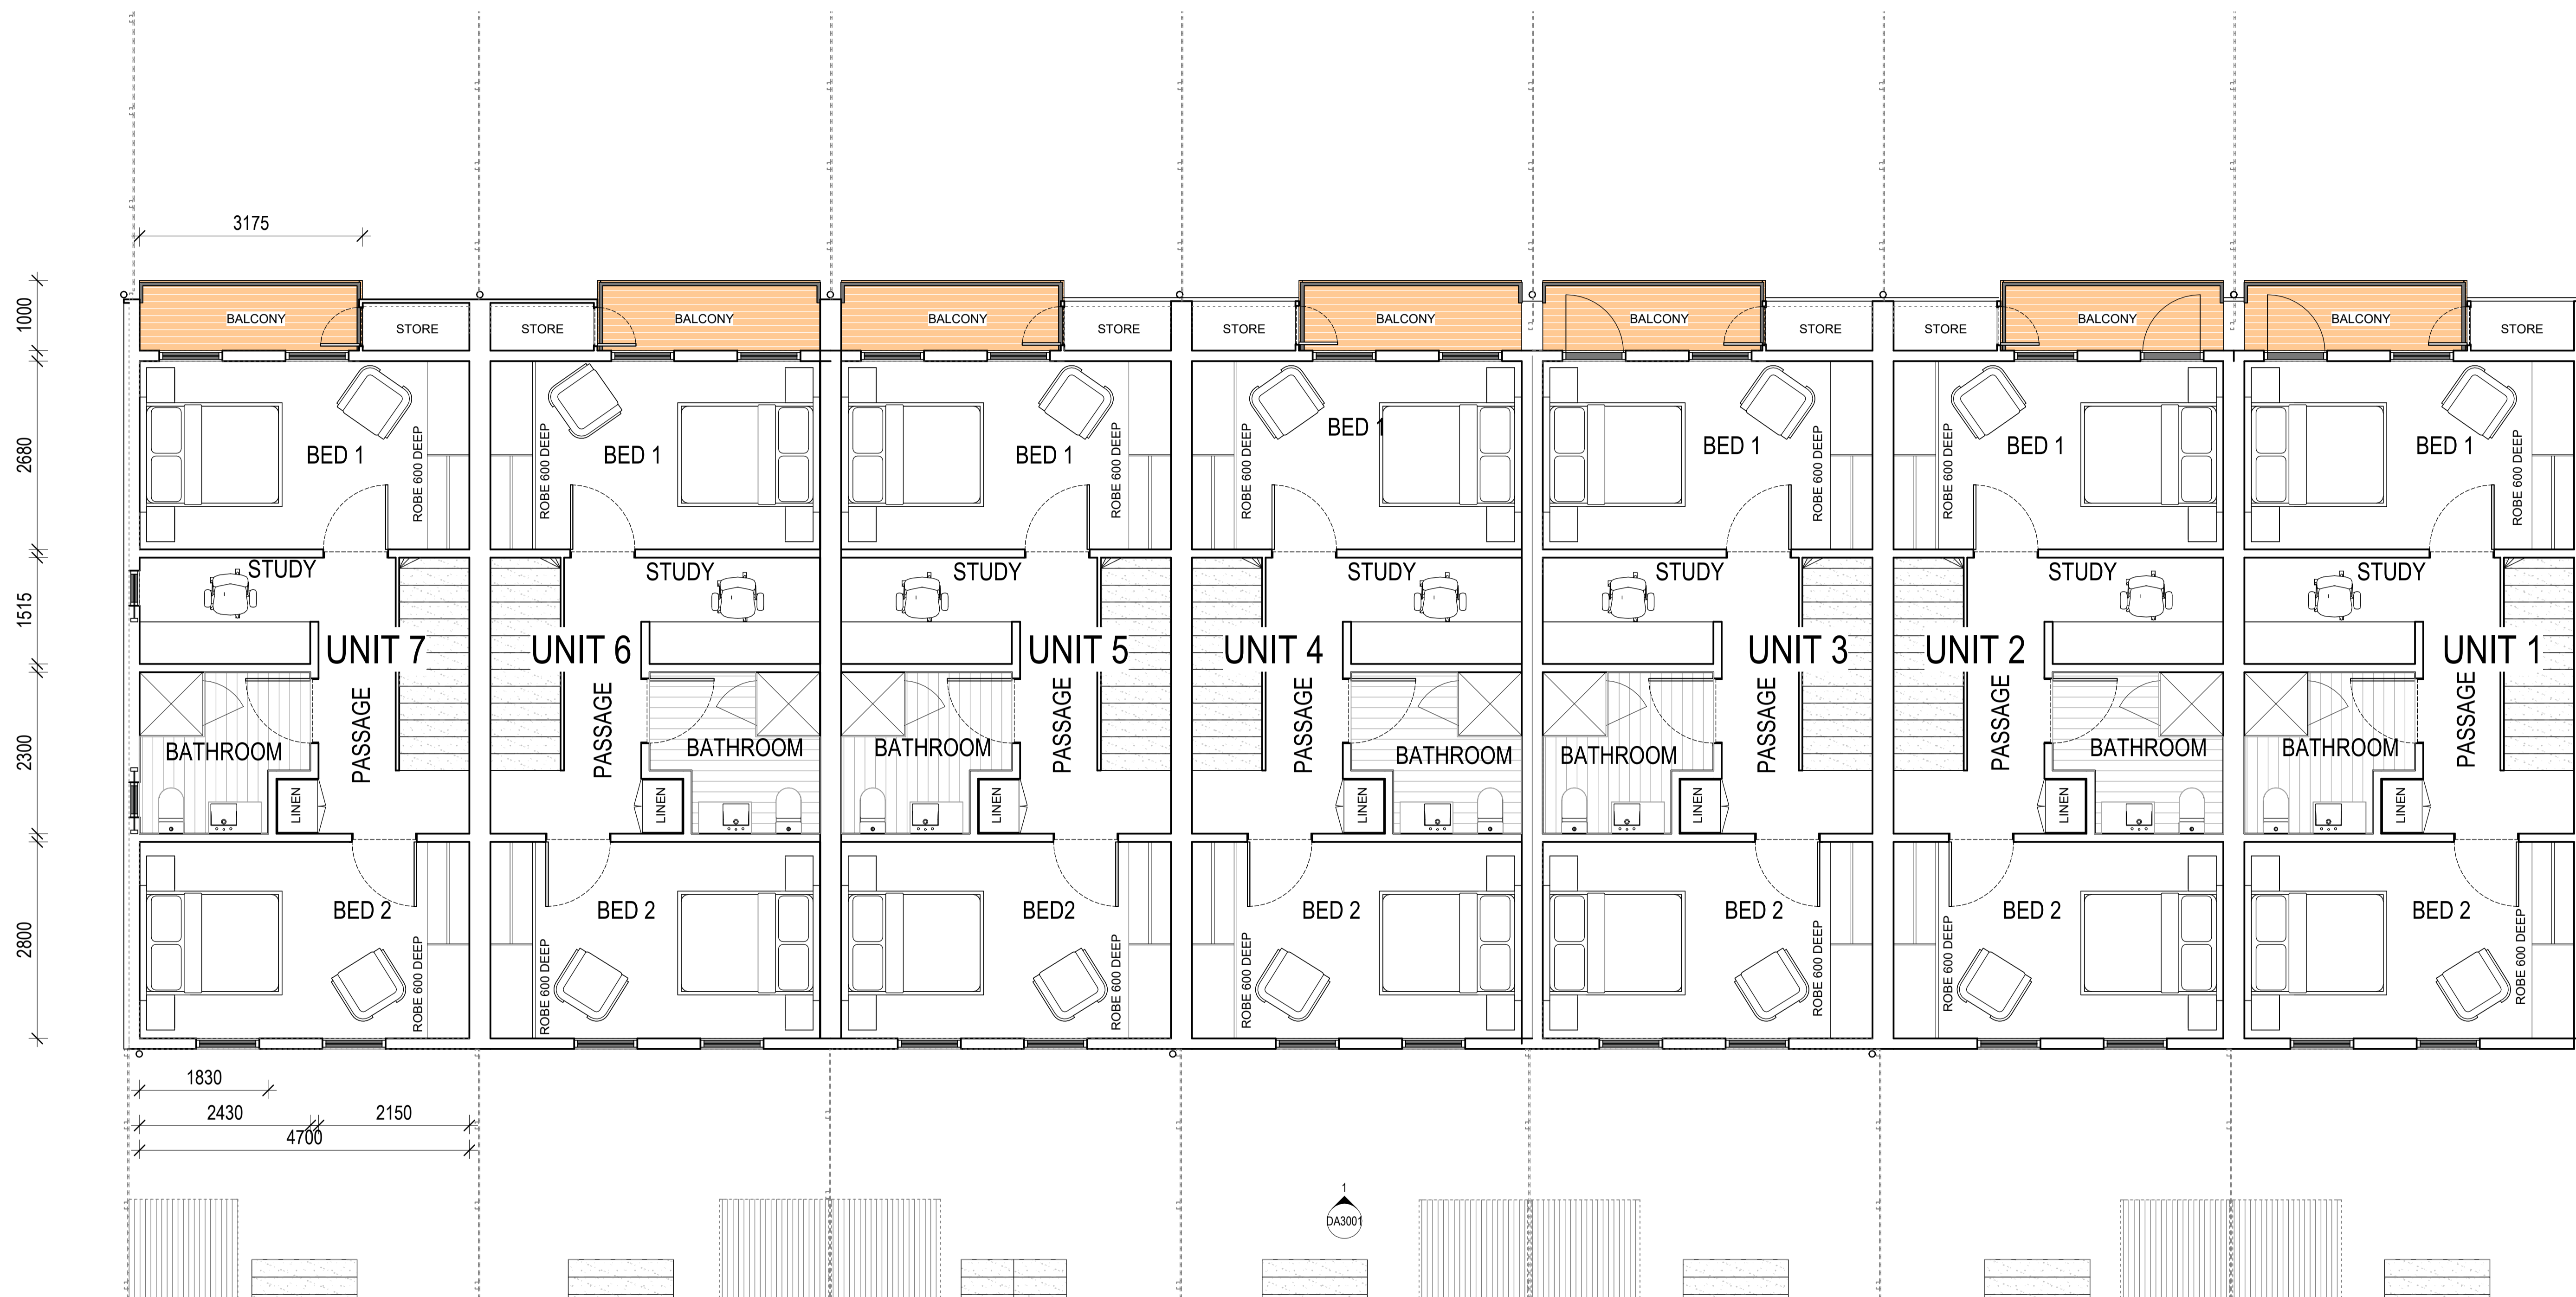 3175
1000
2680
1515
2300
2800
BALCONY
STORE
STORE
BALCONY
BALCONY
STORE
STORE
BALCONY
BALCONY
STORE
STORE
BALCONY
BALCONY
STORE
BED 1
ROBE 600 DEEP
ROBE 600 DEEP
BED 1
BED 1
ROBE 600 DEEP
ROBE 600 DEEP
BED 1
BED 1
ROBE 600 DEEP
ROBE 600 DEEP
BED 1
BED 1
ROBE 600 DEEP
STUDY
STUDY
STUDY
STUDY
STUDY
STUDY
STUDY
UNIT 7
UNIT 6
UNIT 5
UNIT 4
UNIT 3
UNIT 2
UNIT 1
BATHROOM
PASSAGE
PASSAGE
BATHROOM
BATHROOM
PASSAGE
PASSAGE
BATHROOM
BATHROOM
PASSAGE
PASSAGE
BATHROOM
BATHROOM
PASSAGE
LINEN
LINEN
LINEN
LINEN
LINEN
LINEN
LINEN
BED 2
ROBE 600 DEEP
ROBE 600 DEEP
BED 2
BED2
ROBE 600 DEEP
ROBE 600 DEEP
BED 2
BED 2
ROBE 600 DEEP
ROBE 600 DEEP
BED 2
BED 2
ROBE 600 DEEP
1830
2430
2150
4700
1
DA3001